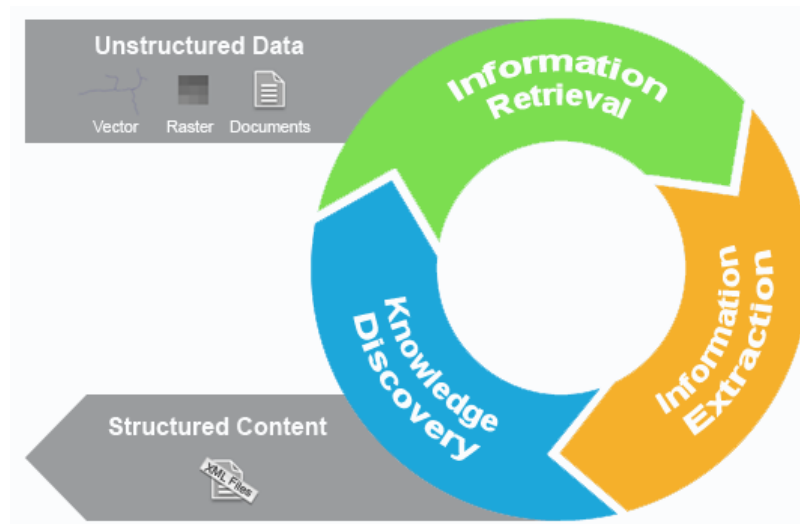 Unstructured Data
Vector
Raster
Documents
Information
Retrieval
Information
Extraction
Knowledge
Discovery
Structured Content
XML Files